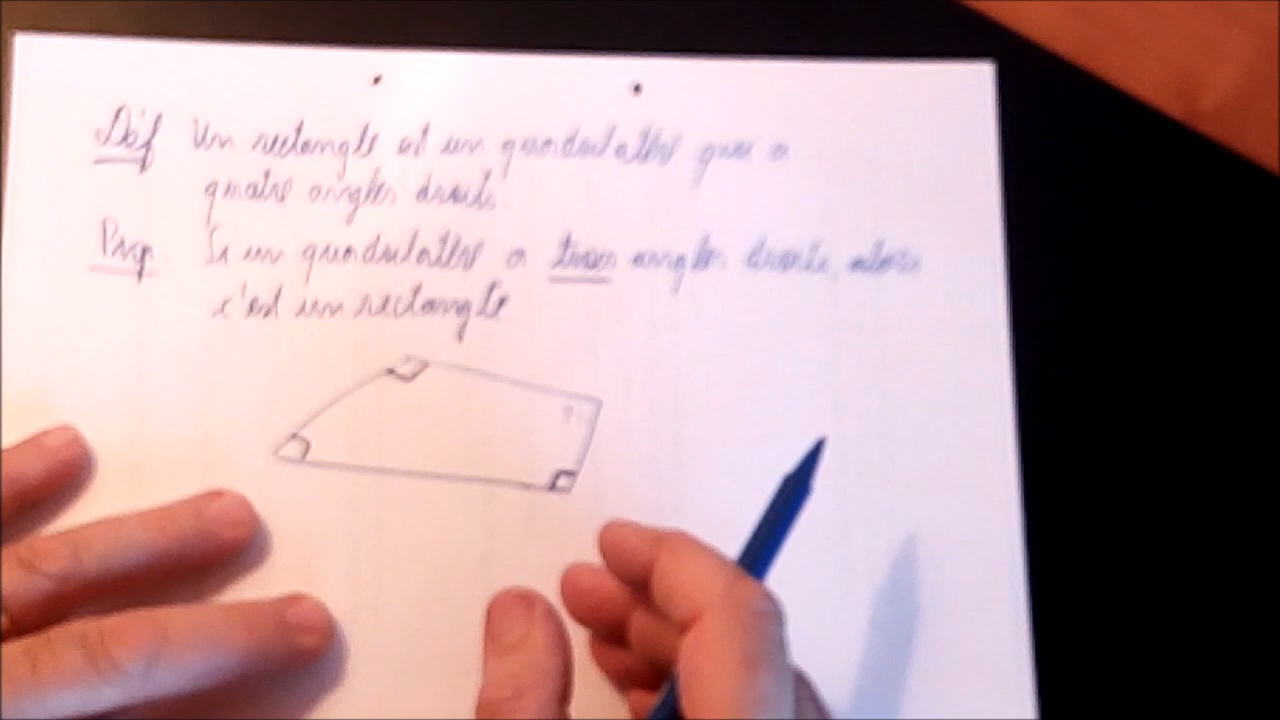 Déf Un rectangle est un quadrilatère qui a
quatre angles droits.
Prop Si un quadrilatère a trois angles droits, alors
c'est un rectangle
?